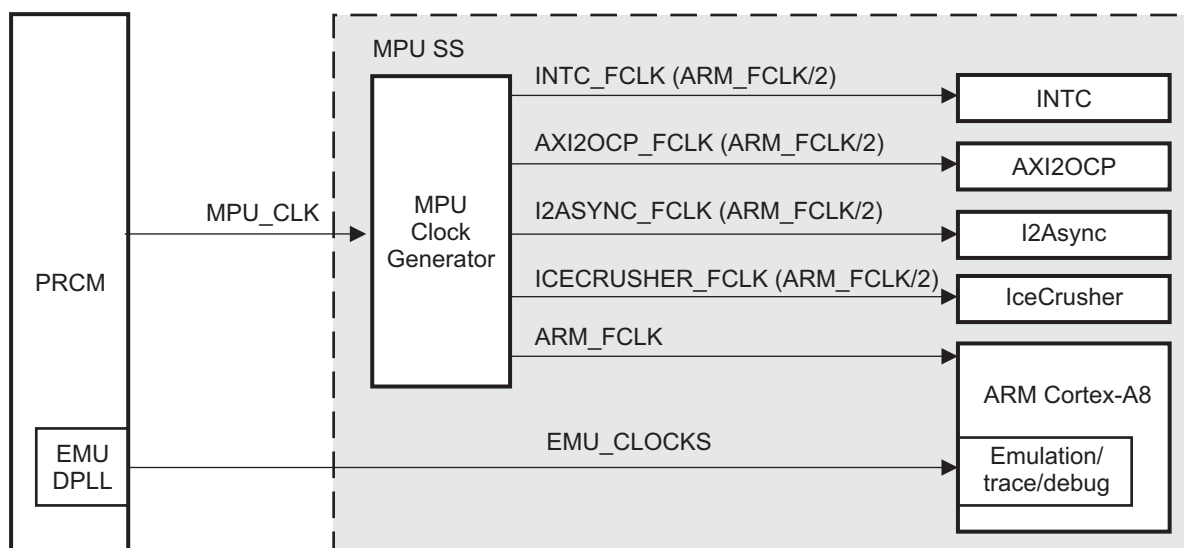 MPU SS
INTC_FCLK (ARM_FCLK/2)
INTC
AXI2OCP_FCLK (ARM_FCLK/2)
AXI2OCP
MPU_CLK
MPU
Clock
Generator
I2ASYNC_FCLK (ARM_FCLK/2)
I2Async
PRCM
ICECRUSHER_FCLK (ARM_FCLK/2)
IceCrusher
ARM_FCLK
ARM Cortex-A8
EMU
DPLL
EMU_CLOCKS
Emulation/
trace/debug